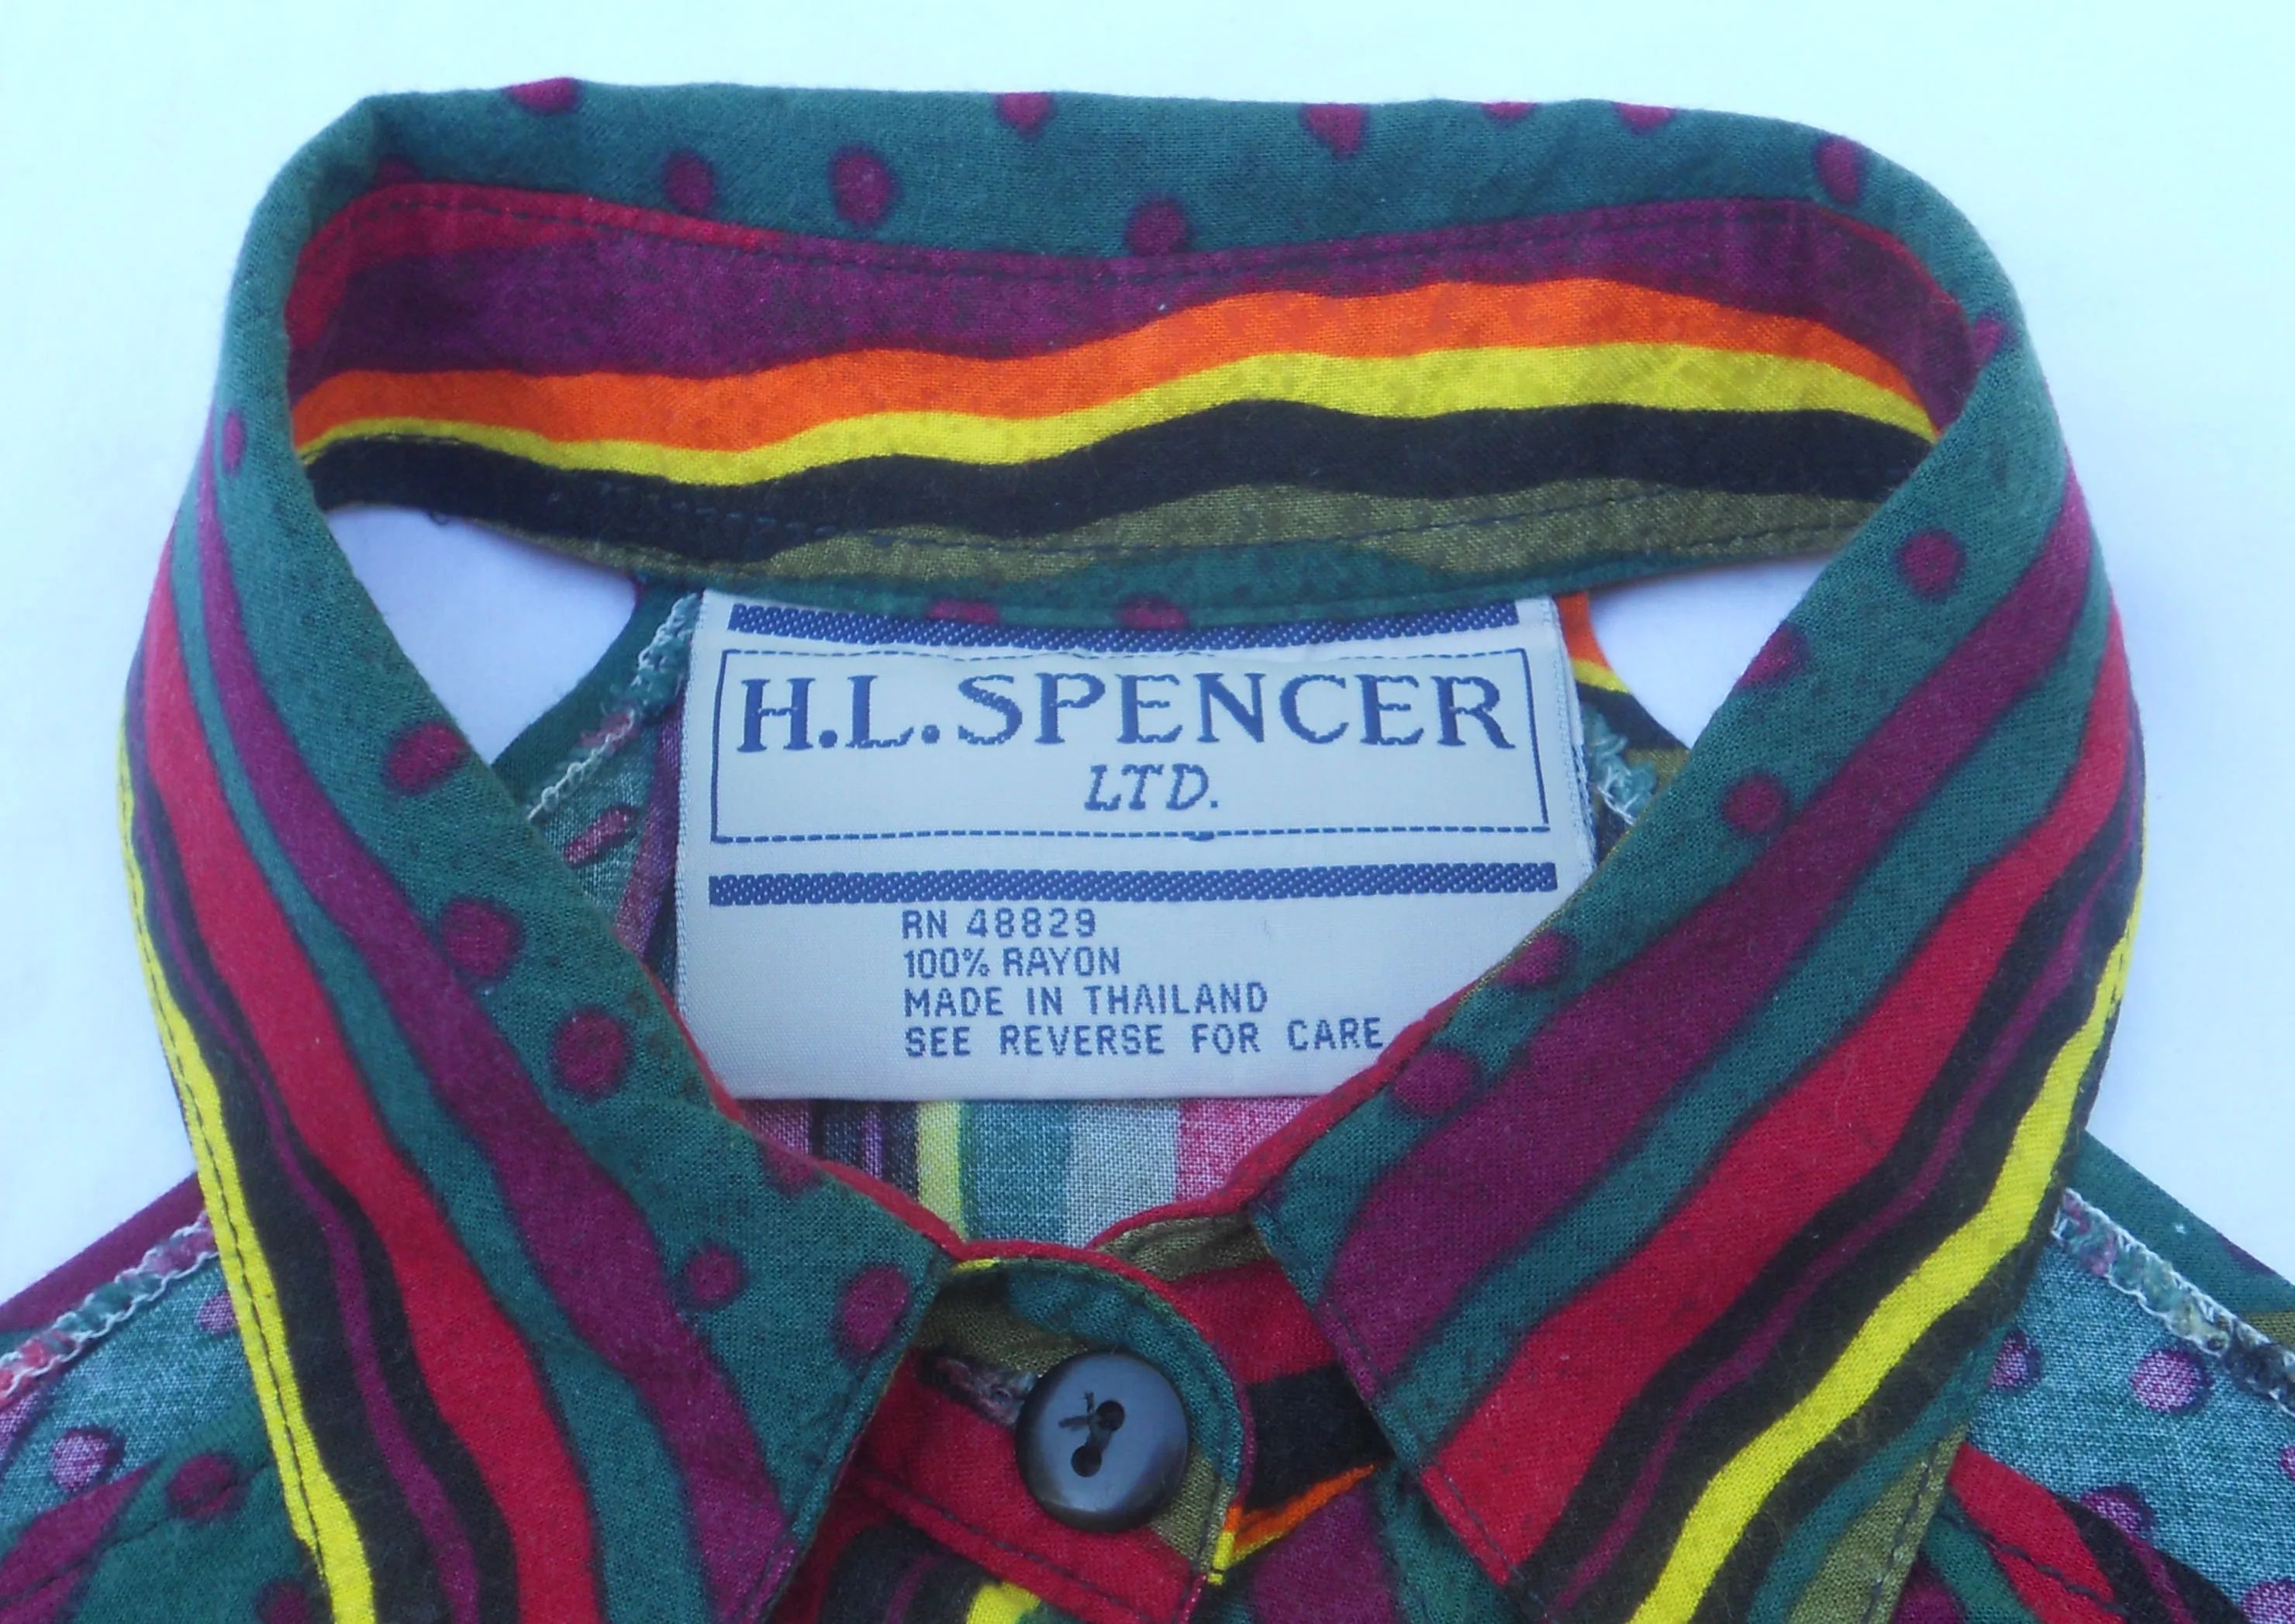 H.L.SPENCER
LTD.
RN 48829
100% RAYON
MADE IN THAILAND
SEE REVERSE FOR CARE